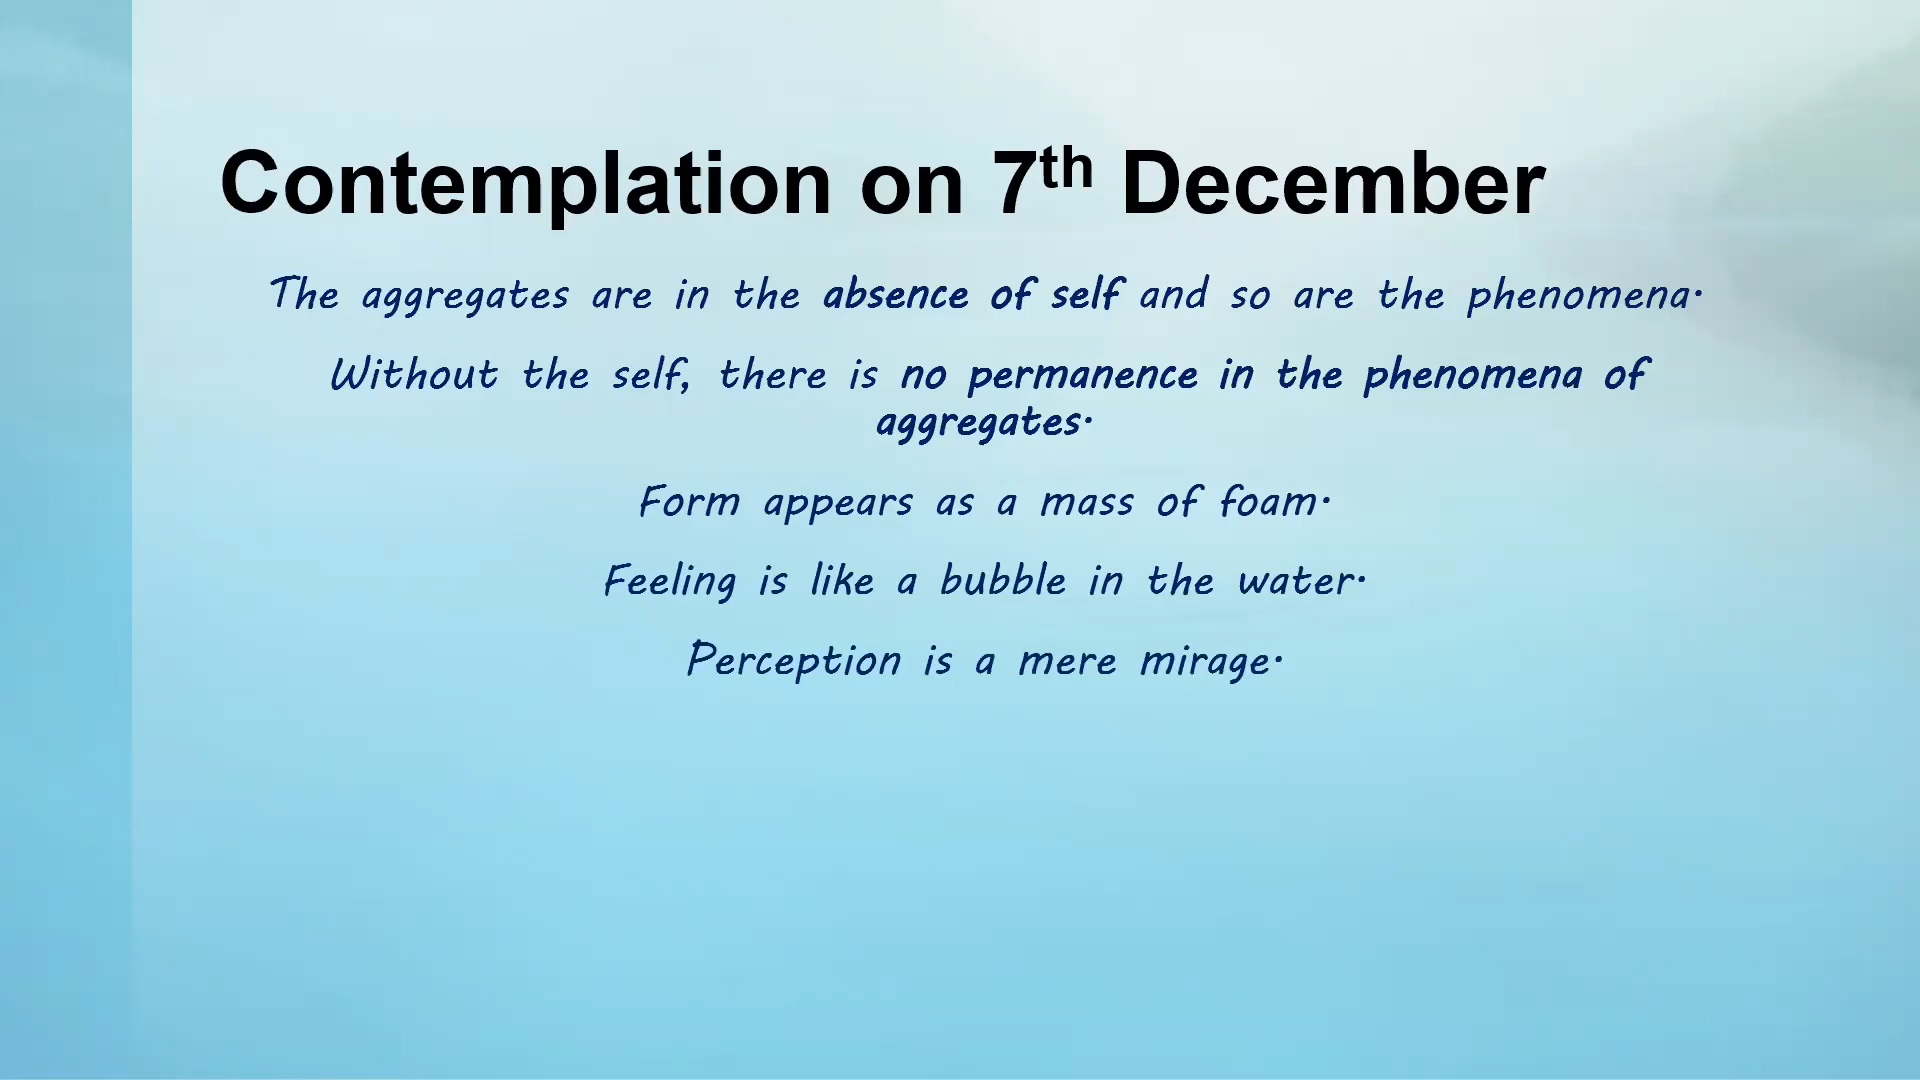 Contemplation on 7th December
The aggregates are in the absence of self and so are the phenomena.
Without the self, there is no permanence in the phenomena of
aggregates.
Form appears as a mass of foam.
Feeling is like a bubble in the water.
Perception is a mere mirage.